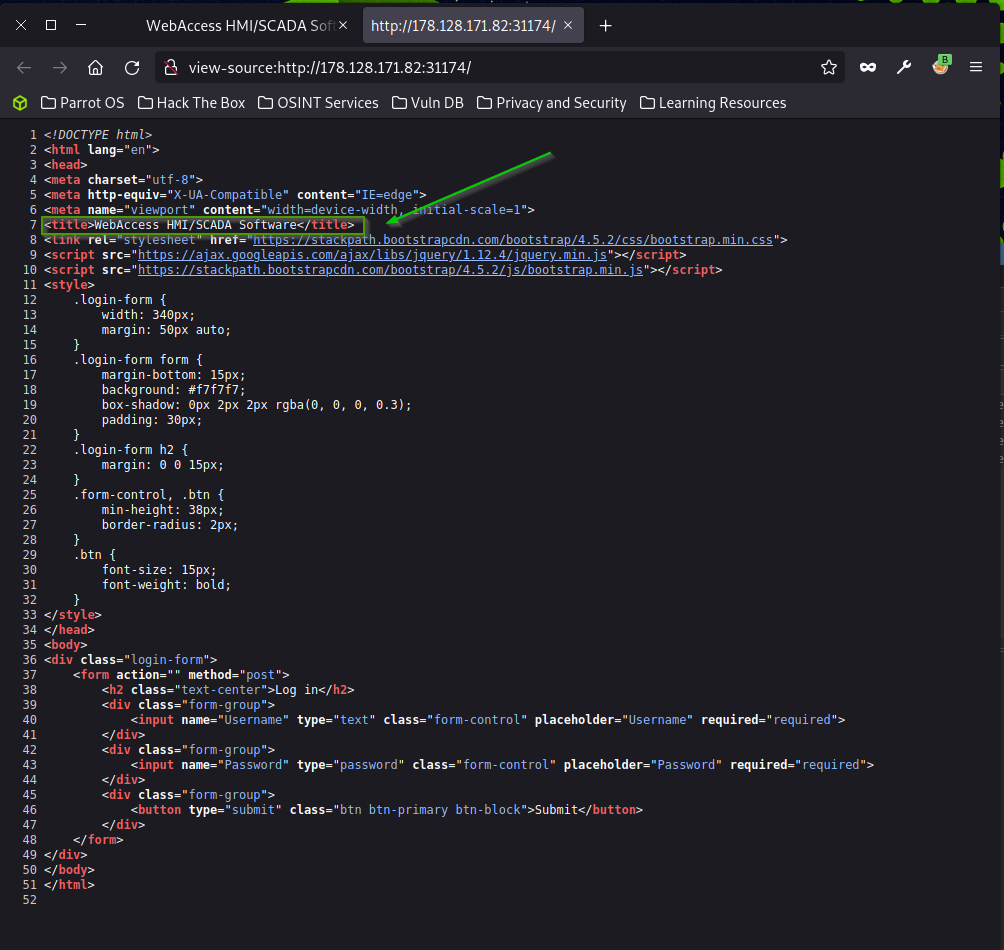 WebAccess HMI/SCADA Soft
http://178.128.171.82:31174/
view-source:http://178.128.171.82:31174/
B
Parrot OS Hack The Box OSINT Services Vuln DB Privacy and Security Learning Resources
1 <!DOCTYPE html>
2 <html lang="en">
3 <head>
4 <meta charset="utf-8">
5 <meta http-equiv="X-UA-Compatible" content="IE=edge">
6 <meta name="viewport" content="width=device-width, initial-scale=1">
7 <title>WebAccess HMI/SCADA Software</title>
8 <link rel="stylesheet" href="https://stackpath.bootstrapcdn.com/bootstrap/4.5.2/css/bootstrap.min.css">
9 <script src="https://ajax.googleapis.com/ajax/libs/jquery/1.12.4/jquery.min.js"></script>
10 <script src="https://stackpath.bootstrapcdn.com/bootstrap/4.5.2/js/bootstrap.min.js"></script>
11 <style>
12     .login-form {
13         width: 340px;
14         margin: 50px auto;
15     }
16     .login-form form {
17         margin-bottom: 15px;
18         background: #f7f7f7;
19         box-shadow: 0px 2px 2px rgba(0, 0, 0, 0.3);
20         padding: 30px;
21     }
22     .login-form h2 {
23         margin: 0 0 15px;
24     }
25     .form-control, .btn {
26         min-height: 38px;
27         border-radius: 2px;
28     }
29     .btn {
30         font-size: 15px;
31         font-weight: bold;
32     }
33 </style>
34 </head>
35 <body>
36 <div class="login-form">
37     <form action="" method="post">
38         <h2 class="text-center">Log in</h2>
39         <div class="form-group">
40             <input name="Username" type="text" class="form-control" placeholder="Username" required="required">
41         </div>
42         <div class="form-group">
43             <input name="Password" type="password" class="form-control" placeholder="Password" required="required">
44         </div>
45         <div class="form-group">
46             <button type="submit" class="btn btn-primary btn-block">Submit</button>
47         </div>
48     </form>
49 </div>
50 </body>
51 </html>
52